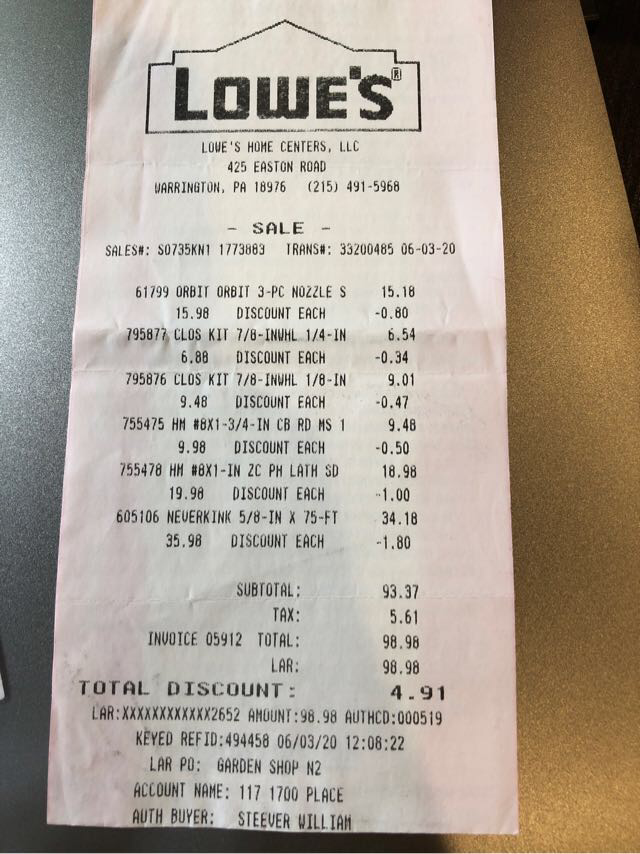 LOWE'S®
LOWE'S HOME CENTERS, LLC
425 EASTON ROAD
WARRINGTON, PA 18976 (215) 491-5968
- SALE -
SALES#: S0735KN1 1773883 TRANS#: 33200485 06-03-20
61799 ORBIT ORBIT 3-PC NOZZLE S 15.18
15.98 DISCOUNT EACH -0.80
795877 CLOS KIT 7/8-INWHL 1/4-IN 6.54
6.88 DISCOUNT EACH -0.34
795876 CLOS KIT 7/8-INWHL 1/8-IN 9.01
9.48 DISCOUNT EACH -0.47
755475 HM #8X1-3/4-IN CB RD MS 1 9.48
9.98 DISCOUNT EACH -0.50
755478 HM #8X1-IN ZC PH LATH SD 18.98
19.98 DISCOUNT EACH -1.00
605106 NEVERKINK 5/8-IN X 75-FT 34.18
35.98 DISCOUNT EACH -1.80
SUBTOTAL: 93.37
TAX: 5.61
INVOICE 05912 TOTAL: 98.98
LAR: 98.98
TOTAL DISCOUNT: 4.91
LAR:XXXXXXXXXXXX2652 AMOUNT:98.98 AUTHCD:000519
KEYED REFID:494458 06/03/20 12:08:22
LAR PO: GARDEN SHOP N2
ACCOUNT NAME: 117 1700 PLACE
AUTH BUYER: STEEVER WILLIAM